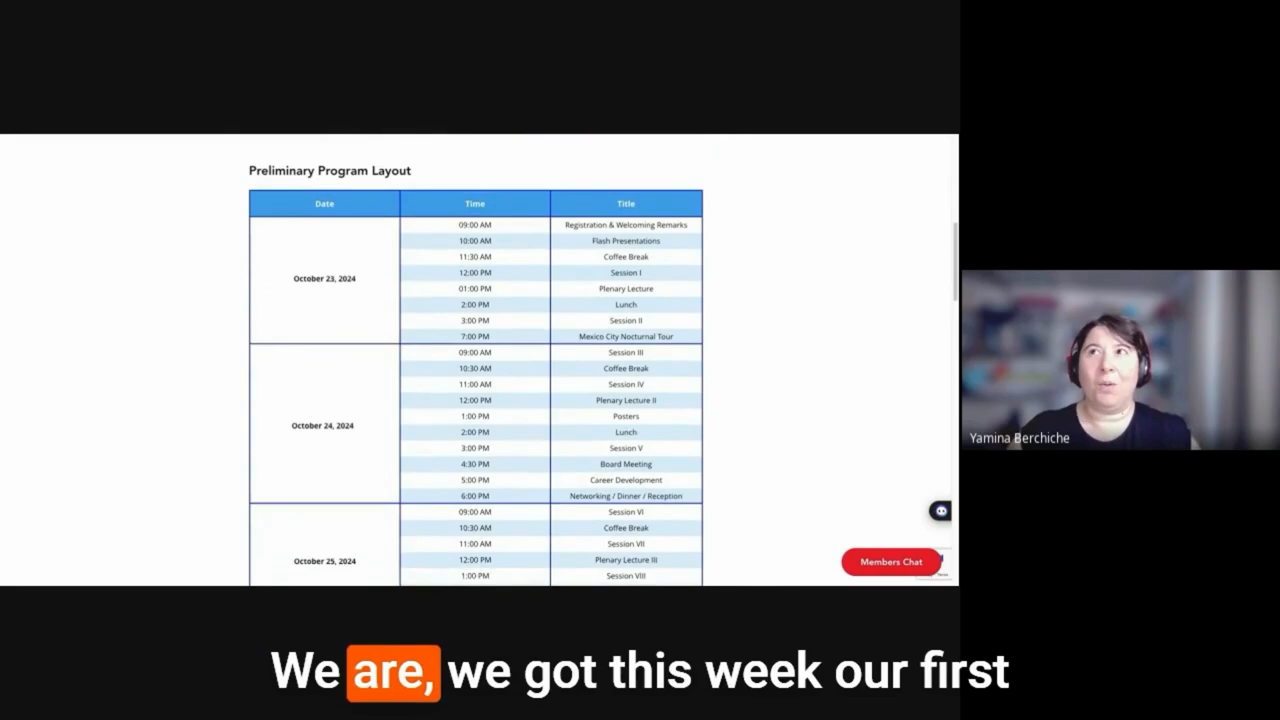 Preliminary Program Layout
Date Time Title
09:00 AM Registration & Welcoming Remarks
10:00 AM Flash Presentations
11:30 AM Coffee Break
12:00 PM Session I
October 23, 2024
01:00 PM Plenary Lecture
2:00 PM Lunch
3:00 PM Session II
7:00 PM Mexico City Nocturnal Tour
09:00 AM Session III
10:30 AM Coffee Break
11:00 AM Session IV
12:00 PM Plenary Lecture II
1:00 PM Posters
October 24, 2024
2:00 PM Lunch
3:00 PM Session V
4:30 PM Board Meeting
5:00 PM Career Development
6:00 PM Networking / Dinner / Reception
09:00 AM Session VI
10:30 AM Coffee Break
11:00 AM Session VII
October 25, 2024 12:00 PM Plenary Lecture III
1:00 PM Session VIII
Members Chat
Yamina Berchiche
We are, we got this week our first